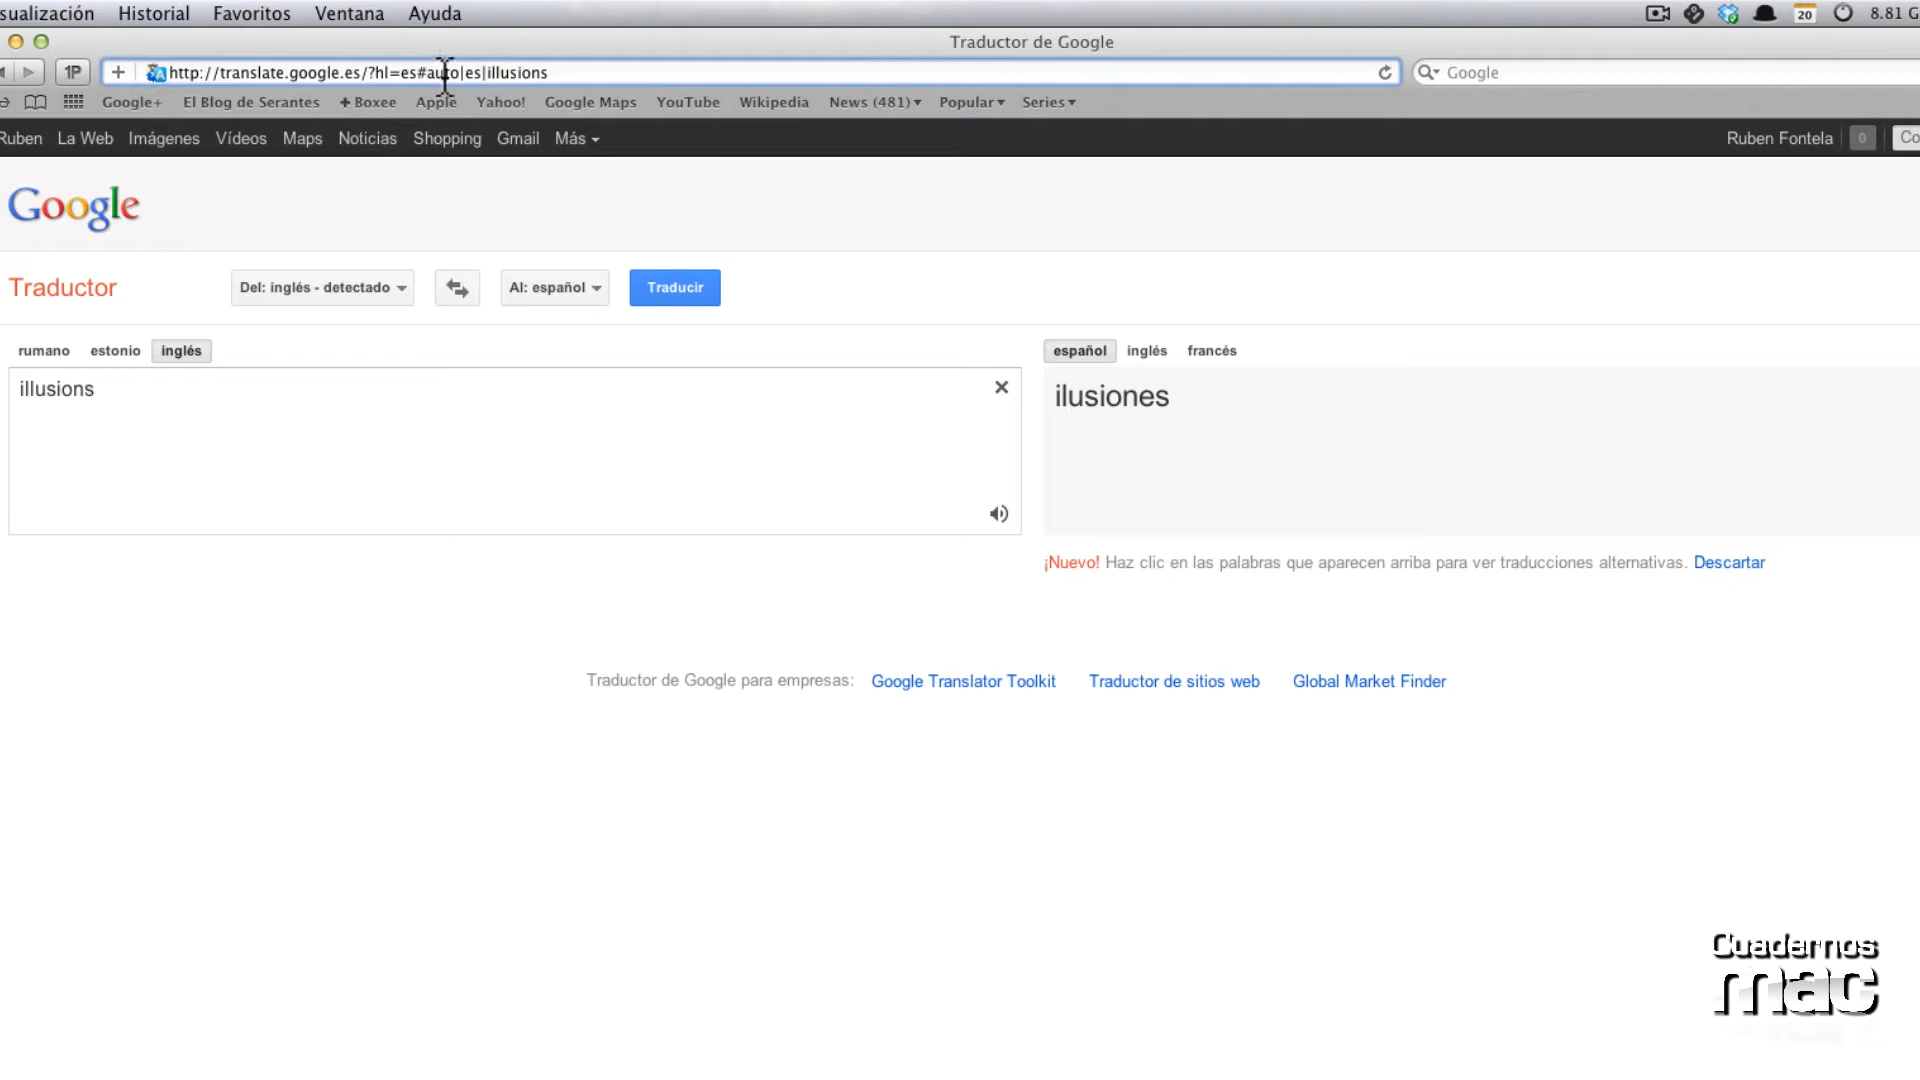 sualización Historial Favoritos Ventana Ayuda 20 8.81 G
Traductor de Google
1P + http://translate.google.es/?hl=es#auto|es|illusions Google
Google+ El Blog de Serantes + Boxee Apple Yahoo! Google Maps YouTube Wikipedia News (481) Popular Series
Ruben La Web Imágenes Vídeos Maps Noticias Shopping Gmail Más Ruben Fontela 0 Co
Google
Traductor Del: inglés - detectado Al: español Traducir
rumano estonio inglés español inglés francés
illusions
ilusiones
¡Nuevo! Haz clic en las palabras que aparecen arriba para ver traducciones alternativas. Descartar
Traductor de Google para empresas: Google Translator Toolkit Traductor de sitios web Global Market Finder
Cuadernos
mac